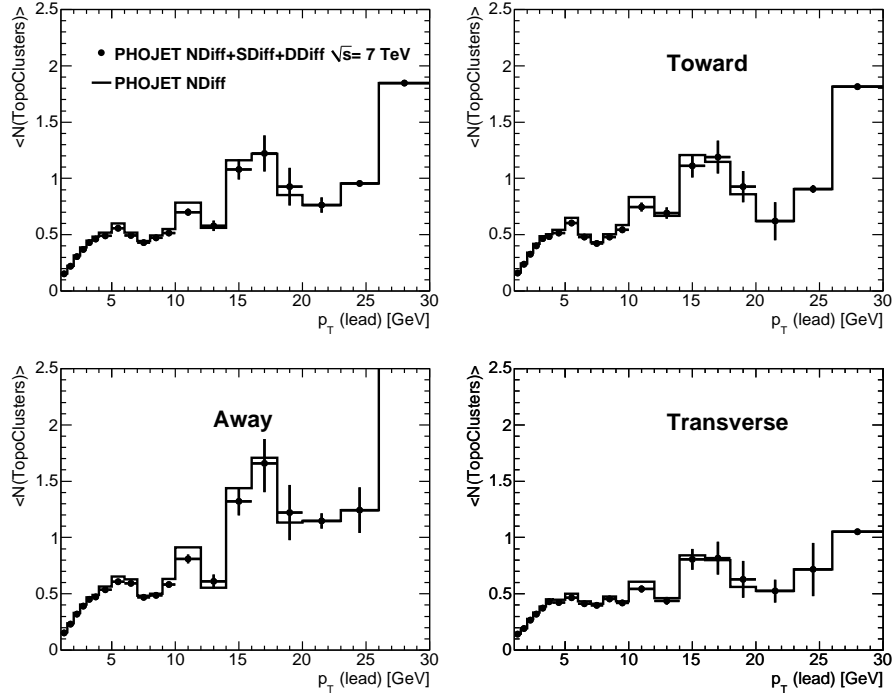 <N(TopoClusters)>
2.5
2
1.5
1
0.5
0
PHOJET NDiff+SDiff+DDiff √s= 7 TeV
PHOJET NDiff
5 10 15 20 25 30
p_T (lead) [GeV]
<N(TopoClusters)>
2.5
2
1.5
1
0.5
0
Toward
5 10 15 20 25 30
p_T (lead) [GeV]
<N(TopoClusters)>
2.5
2
1.5
1
0.5
0
Away
5 10 15 20 25 30
p_T (lead) [GeV]
<N(TopoClusters)>
2.5
2
1.5
1
0.5
0
Transverse
5 10 15 20 25 30
p_T (lead) [GeV]